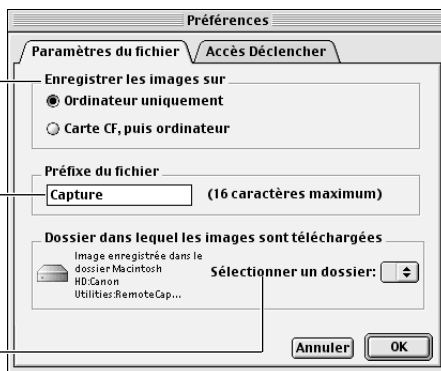 Préférences
Paramètres du fichier
Accès Déclencher
Enregistrer les images sur
Ordinateur uniquement
Carte CF, puis ordinateur
Préfixe du fichier
Capture
(16 caractères maximum)
Dossier dans lequel les images sont téléchargées
Image enregistrée dans le
dossier Macintosh
HD:Canon
Utilities:RemoteCap...
Sélectionner un dossier:
Annuler
OK